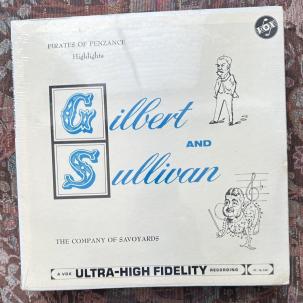 PIRATES OF PENZANCE
Highlights
VOX
Gilbert
AND
Sullivan
THE COMPANY OF SAVOYARDS
A VOX ULTRA-HIGH FIDELITY RECORDING